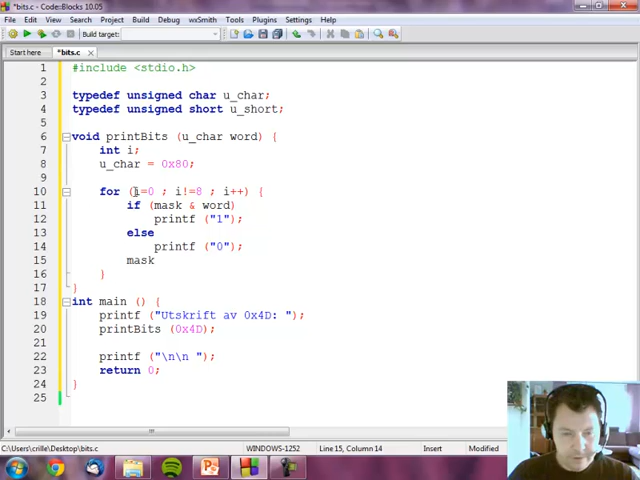 *bits.c - Code::Blocks 10.05
File Edit View Search Project Build Debug wxSmith Tools Plugins Settings Help
Build target:
Start here *bits.c
1 #include <stdio.h>
2
3 typedef unsigned char u_char;
4 typedef unsigned short u_short;
5
6 void printBits (u_char word) {
7 int i;
8 u_char = 0x80;
9
10 for (i=0 ; i!=8 ; i++) {
11 if (mask & word)
12 printf ("1");
13 else
14 printf ("0");
15 mask
16 }
17 }
18 int main () {
19 printf ("Utskrift av 0x4D: ");
20 printBits (0x4D);
21
22 printf ("\n\n ");
23 return 0;
24 }
25
C:\Users\crille\Desktop\bits.c WINDOWS-1252 Line 15, Column 14 Insert Modified